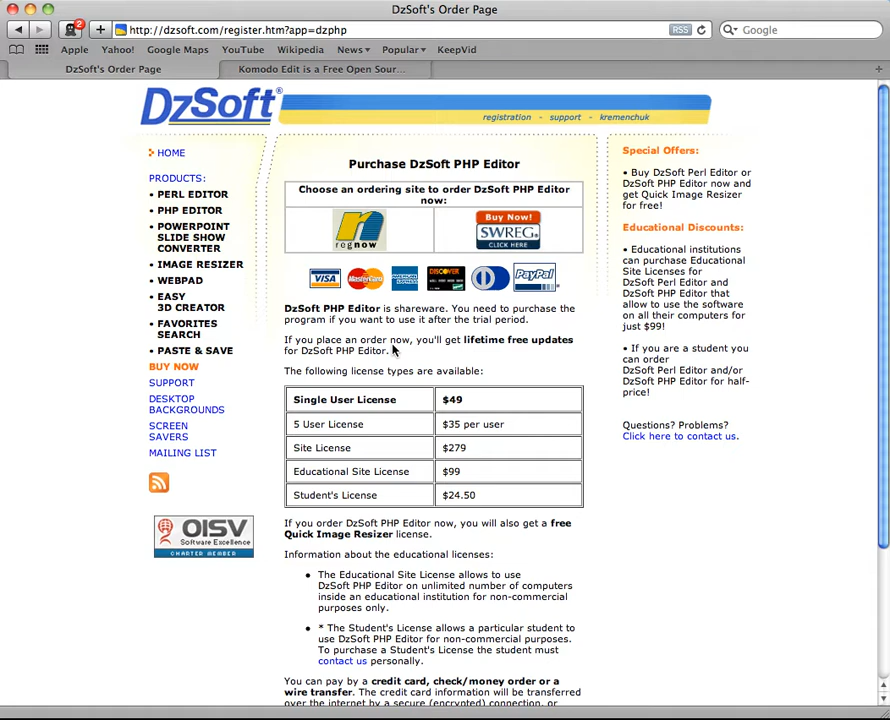 DzSoft's Order Page
2
http://dzsoft.com/register.htm?app=dzphp
RSS
Google
Apple
Yahoo!
Google Maps
YouTube
Wikipedia
News
Popular
KeepVid
DzSoft's Order Page
Komodo Edit is a Free Open Sour...
DzSoft®
registration - support - kremenchuk
HOME
PRODUCTS:
• PERL EDITOR
• PHP EDITOR
• POWERPOINT
SLIDE SHOW
CONVERTER
• IMAGE RESIZER
• WEBPAD
• EASY
3D CREATOR
• FAVORITES
SEARCH
• PASTE & SAVE
BUY NOW
SUPPORT
DESKTOP
BACKGROUNDS
SCREEN
SAVERS
MAILING LIST
OISV
Software Excellence
CHARTER MEMBER
Purchase DzSoft PHP Editor
Choose an ordering site to order DzSoft PHP Editor
now:
regnow
Buy Now!
SWREG
CLICK HERE
VISA
MasterCard
AMERICAN EXPRESS
DISCOVER
PayPal
DzSoft PHP Editor is shareware. You need to purchase the
program if you want to use it after the trial period.
If you place an order now, you'll get lifetime free updates
for DzSoft PHP Editor.
The following license types are available:
Single User License $49
5 User License $35 per user
Site License $279
Educational Site License $99
Student's License $24.50
If you order DzSoft PHP Editor now, you will also get a free
Quick Image Resizer license.
Information about the educational licenses:
• The Educational Site License allows to use
DzSoft PHP Editor on unlimited number of computers
inside an educational institution for non-commercial
purposes only.
• * The Student's License allows a particular student to
use DzSoft PHP Editor for non-commercial purposes.
To purchase a Student's License the student must
contact us personally.
You can pay by a credit card, check/money order or a
wire transfer. The credit card information will be transferred
over the internet by a secure (encrypted) connection, or
Special Offers:
• Buy DzSoft Perl Editor or
DzSoft PHP Editor now and
get Quick Image Resizer
for free!
Educational Discounts:
• Educational institutions
can purchase Educational
Site Licenses for
DzSoft Perl Editor and
DzSoft PHP Editor that
allow to use the software
on all their computers for
just $99!
• If you are a student you
can order
DzSoft Perl Editor and/or
DzSoft PHP Editor for half-
price!
Questions? Problems?
Click here to contact us.